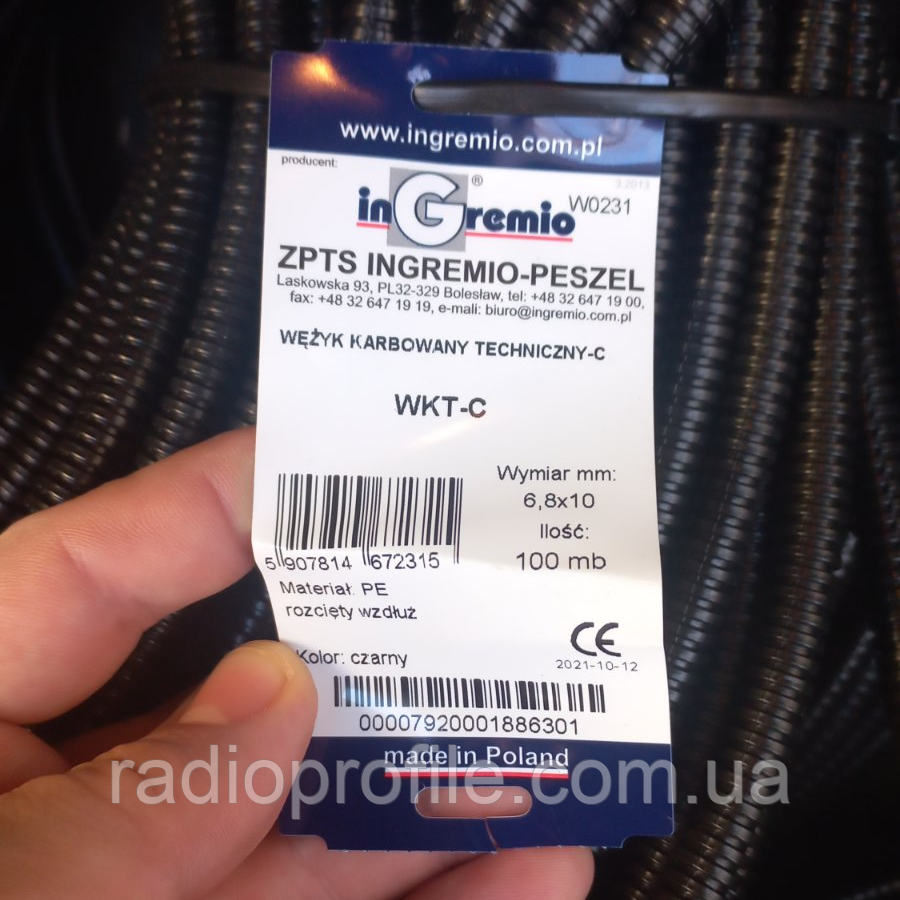 www.ingremio.com.pl
producent:
3.2013
inGremio®
W0231
ZPTS INGREMIO-PESZEL
Laskowska 93, PL32-329 Bolesław, tel: +48 32 647 19 00,
fax: +48 32 647 19 19, e-mali: biuro@ingremio.com.pl
WĘŻYK KARBOWANY TECHNICZNY-C
WKT-C
Wymiar mm:
6,8x10
Ilość:
100 mb
5 907814 672315
Materiał: PE
rozcięty wzdłuż
Kolor: czarny
CE
2021-10-12
00007920001886301
made in Poland
radioprofile.com.ua